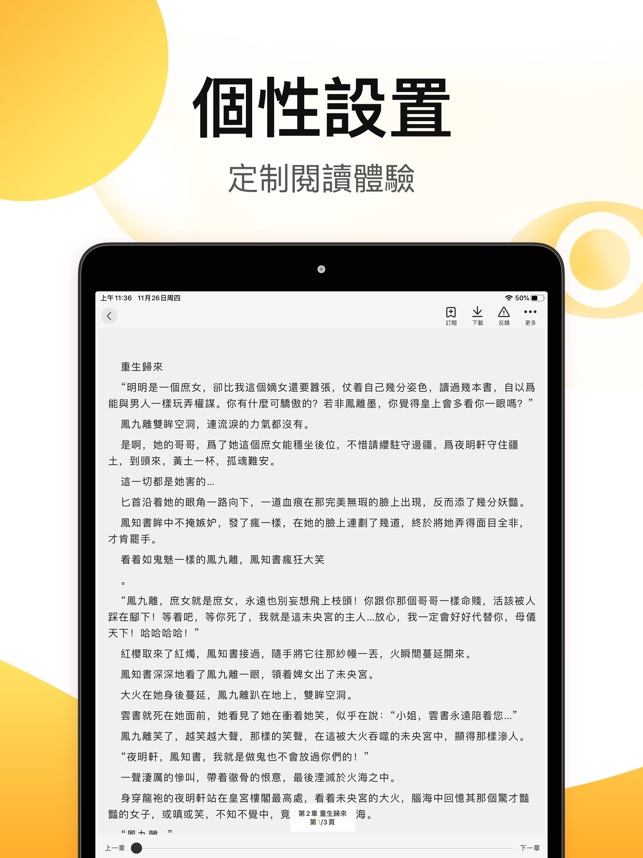 個性設置
定制閱讀體驗
上午11:36 11月26日周四
50%
訂閱 下載 反饋 更多
重生歸來
“明明是一個庶女，卻比我這個嫡女還要囂張，仗着自己幾分姿色，讀過幾本書，自以爲
能與男人一樣玩弄權謀。你有什麼可驕傲的？若非鳳離墨，你覺得皇上會多看你一眼嗎？”
鳳九離雙眸空洞，連流淚的力氣都沒有。
是啊，她的哥哥，爲了她這個庶女能穩坐後位，不惜請纓駐守邊疆，爲夜明軒守住疆
土，到頭來，黃土一杯，孤魂難安。
這一切都是她害的...
匕首沿着她的眼角一路向下，一道血痕在那完美無瑕的臉上出現，反而添了幾分妖豔。
鳳知書眸中不掩嫉妒，發了瘋一樣，在她的臉上連劃了幾道，終於將她弄得面目全非，
才肯罷手。
看着如鬼魅一樣的鳳九離，鳳知書瘋狂大笑
。
“鳳九離，庶女就是庶女，永遠也別妄想飛上枝頭！你跟你那個哥哥一樣命賤，活該被人
踩在腳下！等着吧，等你死了，我就是這未央宮的主人...放心，我一定會好好代替你，母儀
天下！哈哈哈哈！”
紅櫻取來了紅燭，鳳知書接過，隨手將它往那紗幔一丟，火瞬間蔓延開來。
鳳知書深深地看了鳳九離一眼，領着婢女出了未央宮。
大火在她身後蔓延，鳳九離趴在地上，雙眸空洞。
雲書就死在她面前，她看見了她在衝着她笑，似乎在說：“小姐，雲書永遠陪着您...”
鳳九離笑了，越笑越大聲，那樣的笑聲，在這被大火吞噬的未央宮中，顯得那樣滲人。
“夜明軒，鳳知書，我就是做鬼也不會放過你們的！”
一聲淒厲的慘叫，帶着徹骨的恨意，最後湮滅於火海之中。
身穿龍袍的夜明軒站在皇宮樓閣最高處，看着未央宮的大火，腦海中回憶其那個驚才豔
豔的女子，或嗔或笑，不知不覺中，竟 海。
第2章 重生歸來
第1/3頁
“鳳九離...”
上一章 下一章